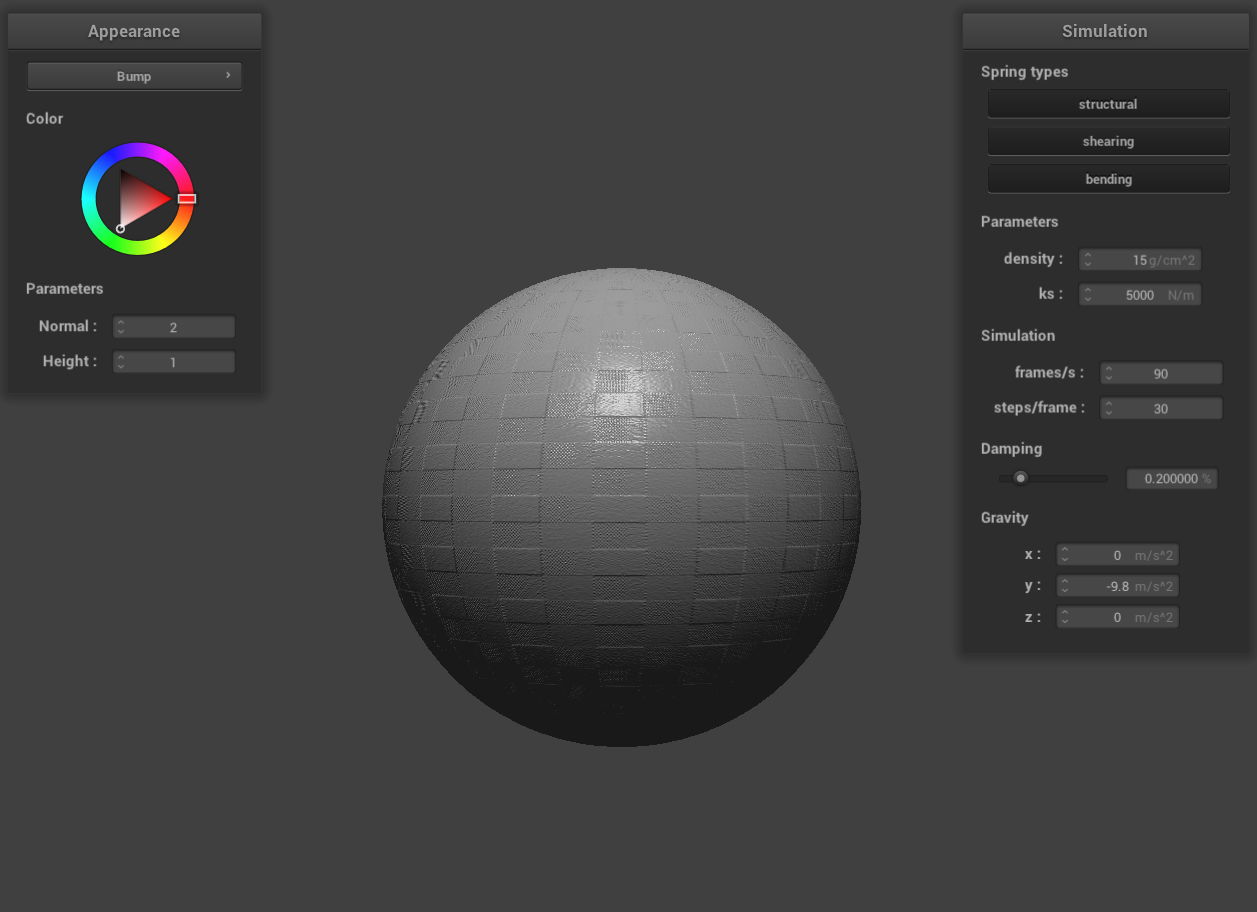 Appearance
Bump
Color
Parameters
Normal : 2
Height : 1
Simulation
Spring types
structural
shearing
bending
Parameters
density : 15 g/cm^2
ks : 5000 N/m
Simulation
frames/s : 90
steps/frame : 30
Damping
0.200000 %
Gravity
x : 0 m/s^2
y : -9.8 m/s^2
z : 0 m/s^2